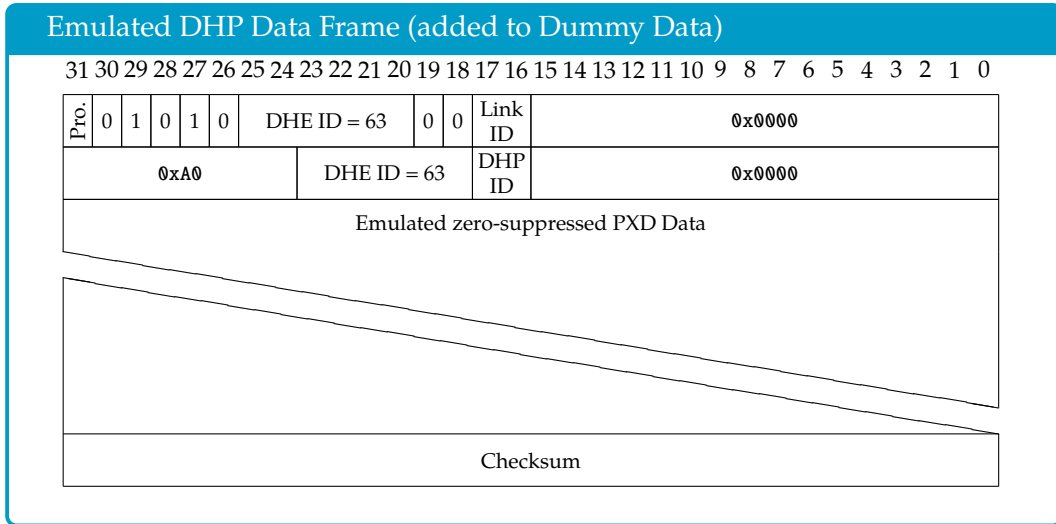 Emulated DHP Data Frame (added to Dummy Data)
31 30 29 28 27 26 25 24 23 22 21 20 19 18 17 16 15 14 13 12 11 10 9 8 7 6 5 4 3 2 1 0
Pro. 0 1 0 1 0 DHE ID = 63 0 0 Link ID 0x0000
0xA0 DHE ID = 63 DHP ID 0x0000
Emulated zero-suppressed PXD Data
Checksum